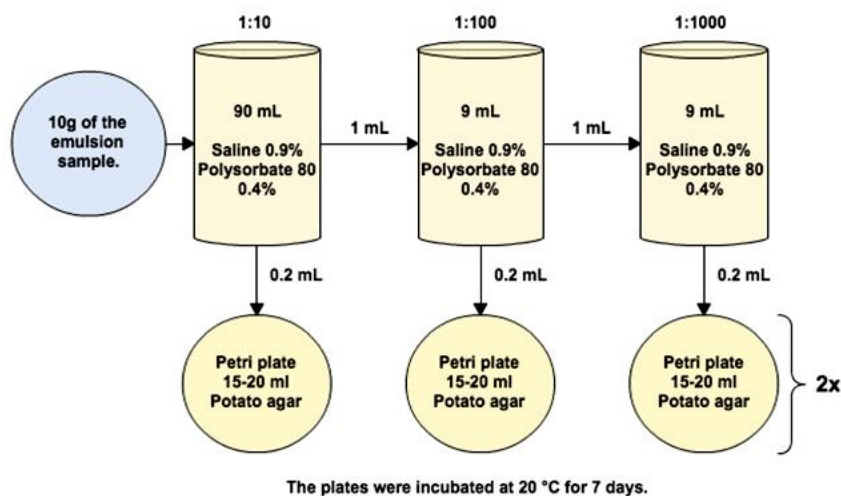 1:10
1:100
1:1000
10g of the
emulsion
sample.
90 mL
Saline 0.9%
Polysorbate 80
0.4%
1 mL
9 mL
Saline 0.9%
Polysorbate 80
0.4%
1 mL
9 mL
Saline 0.9%
Polysorbate 80
0.4%
0.2 mL
0.2 mL
0.2 mL
Petri plate
15-20 ml
Potato agar
Petri plate
15-20 ml
Potato agar
Petri plate
15-20 ml
Potato agar
2x
The plates were incubated at 20 °C for 7 days.